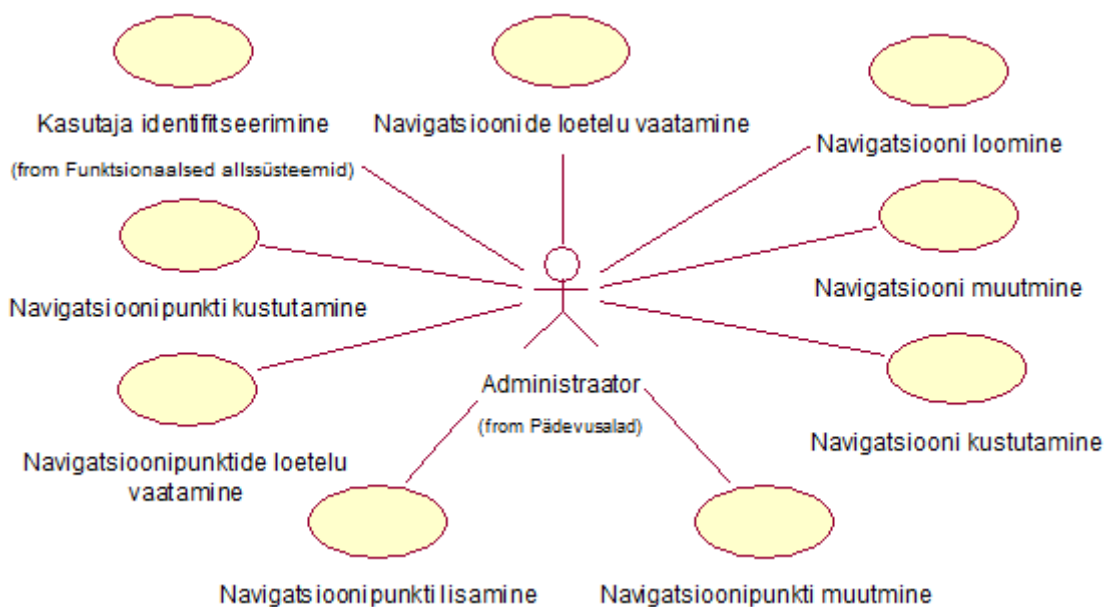 Kasutaja identifitseerimine
(from Funktsionaalsed allssüsteemid)
Navigatsioonide loetelu vaatamine
Navigatsiooni loomine
Navigatsioonipunkti kustutamine
Navigatsiooni muutmine
Administraator
(from Pädevusalad)
Navigatsioonipunktide loetelu
vaatamine
Navigatsiooni kustutamine
Navigatsioonipunkti lisamine
Navigatsioonipunkti muutmine